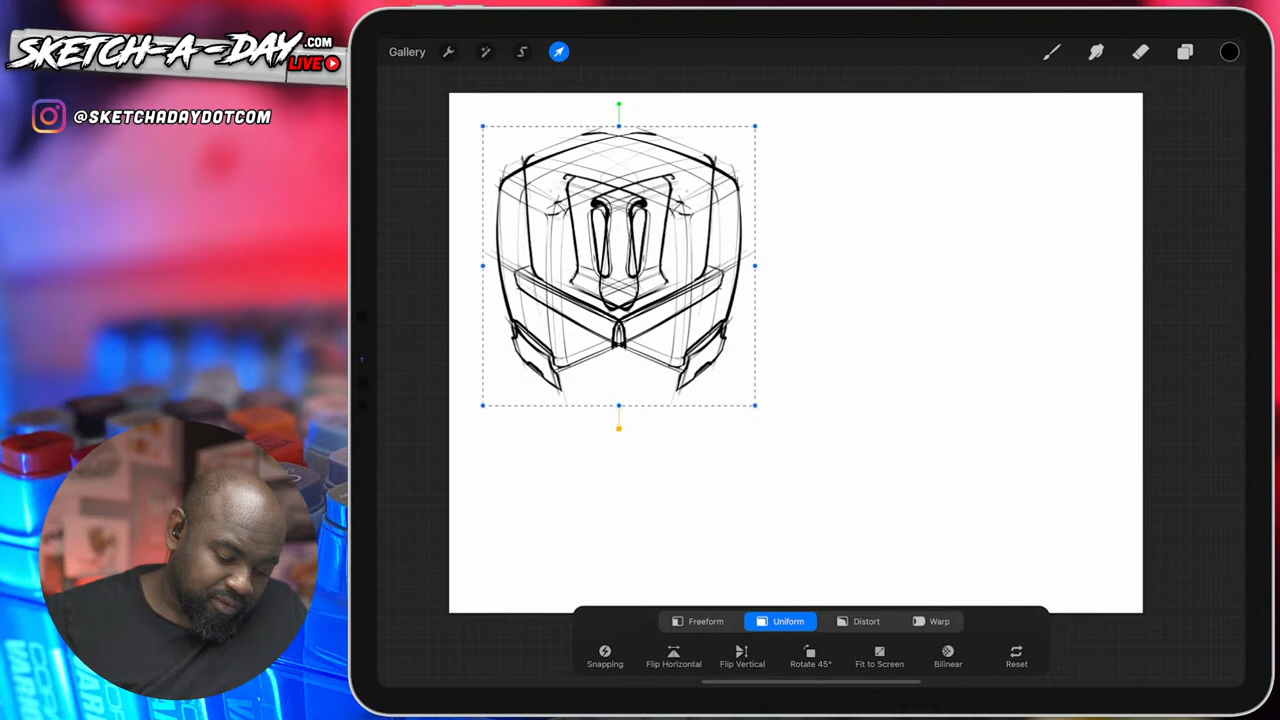 SKETCH-A-DAY.COM
LIVE
@SKETCHADAYDOTCOM
Gallery
Freeform
Uniform
Distort
Warp
Snapping
Flip Horizontal
Flip Vertical
Rotate 45°
Fit to Screen
Bilinear
Reset